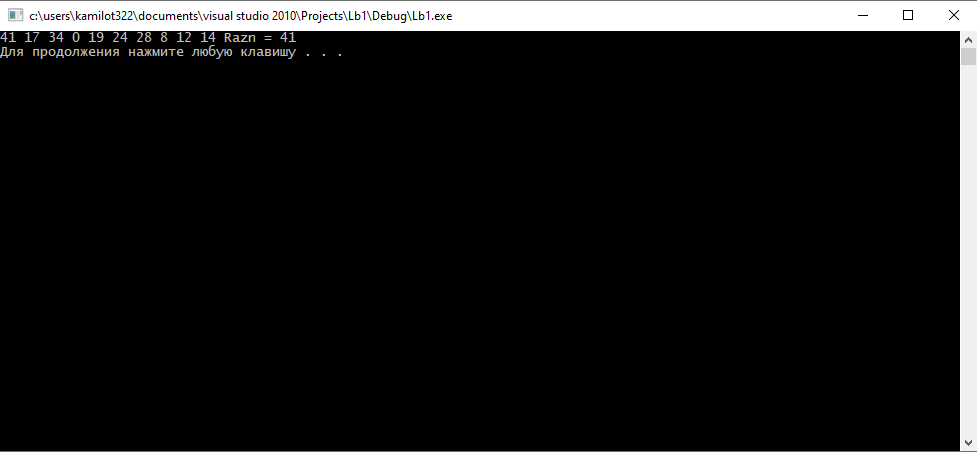 c:\users\kamilot322\documents\visual studio 2010\Projects\Lb1\Debug\Lb1.exe
41 17 34 0 19 24 28 8 12 14 Razn = 41
Для продолжения нажмите любую клавишу . . .